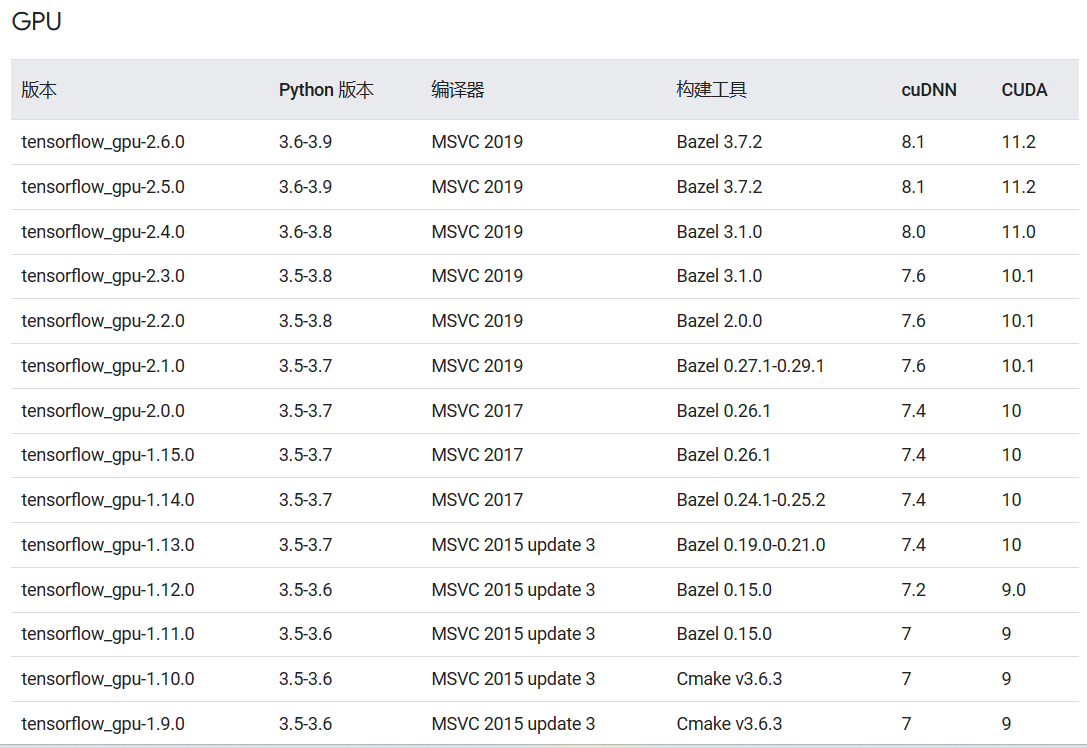 GPU
版本 Python 版本 编译器 构建工具 cuDNN CUDA
tensorflow_gpu-2.6.0 3.6-3.9 MSVC 2019 Bazel 3.7.2 8.1 11.2
tensorflow_gpu-2.5.0 3.6-3.9 MSVC 2019 Bazel 3.7.2 8.1 11.2
tensorflow_gpu-2.4.0 3.6-3.8 MSVC 2019 Bazel 3.1.0 8.0 11.0
tensorflow_gpu-2.3.0 3.5-3.8 MSVC 2019 Bazel 3.1.0 7.6 10.1
tensorflow_gpu-2.2.0 3.5-3.8 MSVC 2019 Bazel 2.0.0 7.6 10.1
tensorflow_gpu-2.1.0 3.5-3.7 MSVC 2019 Bazel 0.27.1-0.29.1 7.6 10.1
tensorflow_gpu-2.0.0 3.5-3.7 MSVC 2017 Bazel 0.26.1 7.4 10
tensorflow_gpu-1.15.0 3.5-3.7 MSVC 2017 Bazel 0.26.1 7.4 10
tensorflow_gpu-1.14.0 3.5-3.7 MSVC 2017 Bazel 0.24.1-0.25.2 7.4 10
tensorflow_gpu-1.13.0 3.5-3.7 MSVC 2015 update 3 Bazel 0.19.0-0.21.0 7.4 10
tensorflow_gpu-1.12.0 3.5-3.6 MSVC 2015 update 3 Bazel 0.15.0 7.2 9.0
tensorflow_gpu-1.11.0 3.5-3.6 MSVC 2015 update 3 Bazel 0.15.0 7 9
tensorflow_gpu-1.10.0 3.5-3.6 MSVC 2015 update 3 Cmake v3.6.3 7 9
tensorflow_gpu-1.9.0 3.5-3.6 MSVC 2015 update 3 Cmake v3.6.3 7 9